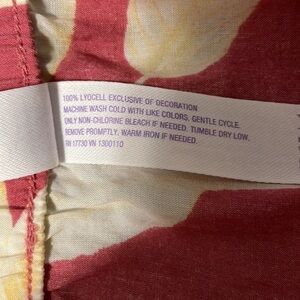 100% LYOCELL EXCLUSIVE OF DECORATION
MACHINE WASH COLD WITH LIKE COLORS, GENTLE CYCLE.
ONLY NON-CHLORINE BLEACH IF NEEDED. TUMBLE DRY LOW.
REMOVE PROMPTLY. WARM IRON IF NEEDED.
RN 17730 VN 1300110